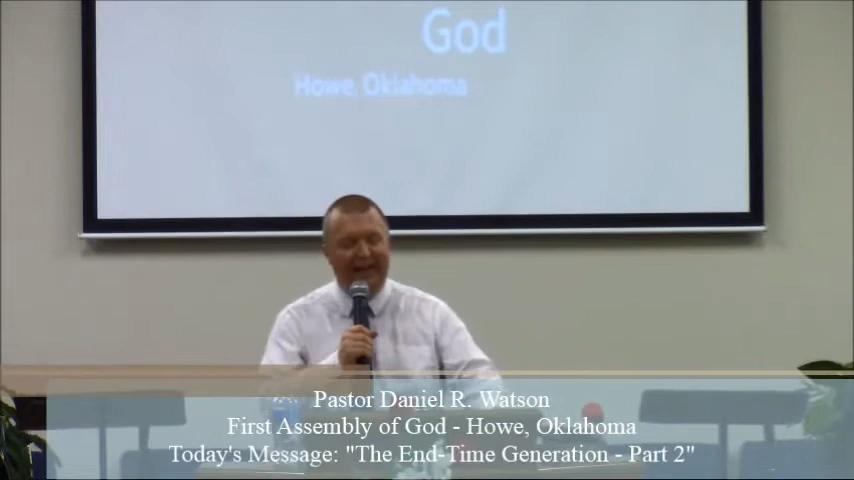 God
Howe, Oklahoma
Pastor Daniel R. Watson
First Assembly of God - Howe, Oklahoma
Today's Message: "The End-Time Generation - Part 2"